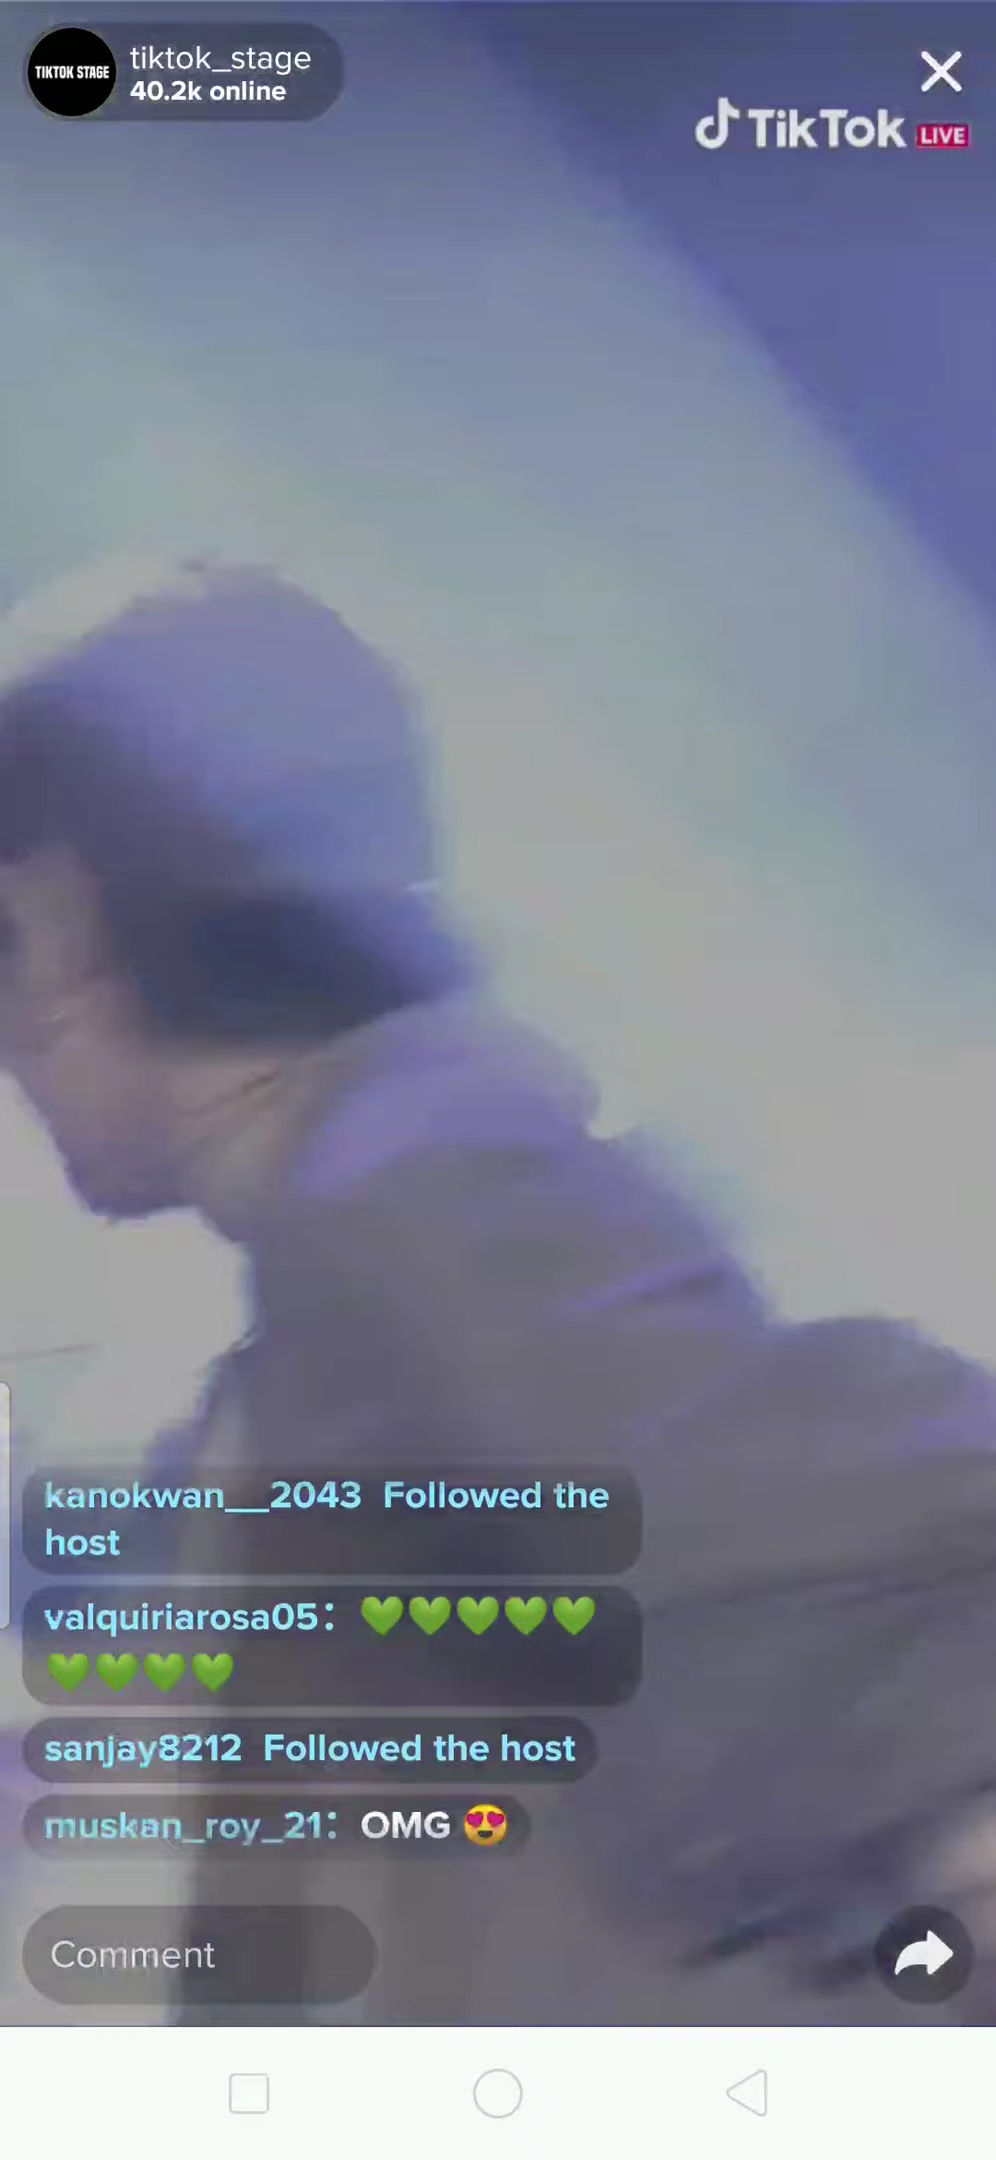 tiktok_stage
TIKTOK STAGE
40.2k online
TikTok LIVE
kanokwan__2043 Followed the
host
valquiriarosa05: 💚💚💚💚💚
💚💚💚💚
sanjay8212 Followed the host
muskan_roy_21: OMG 😍
Comment